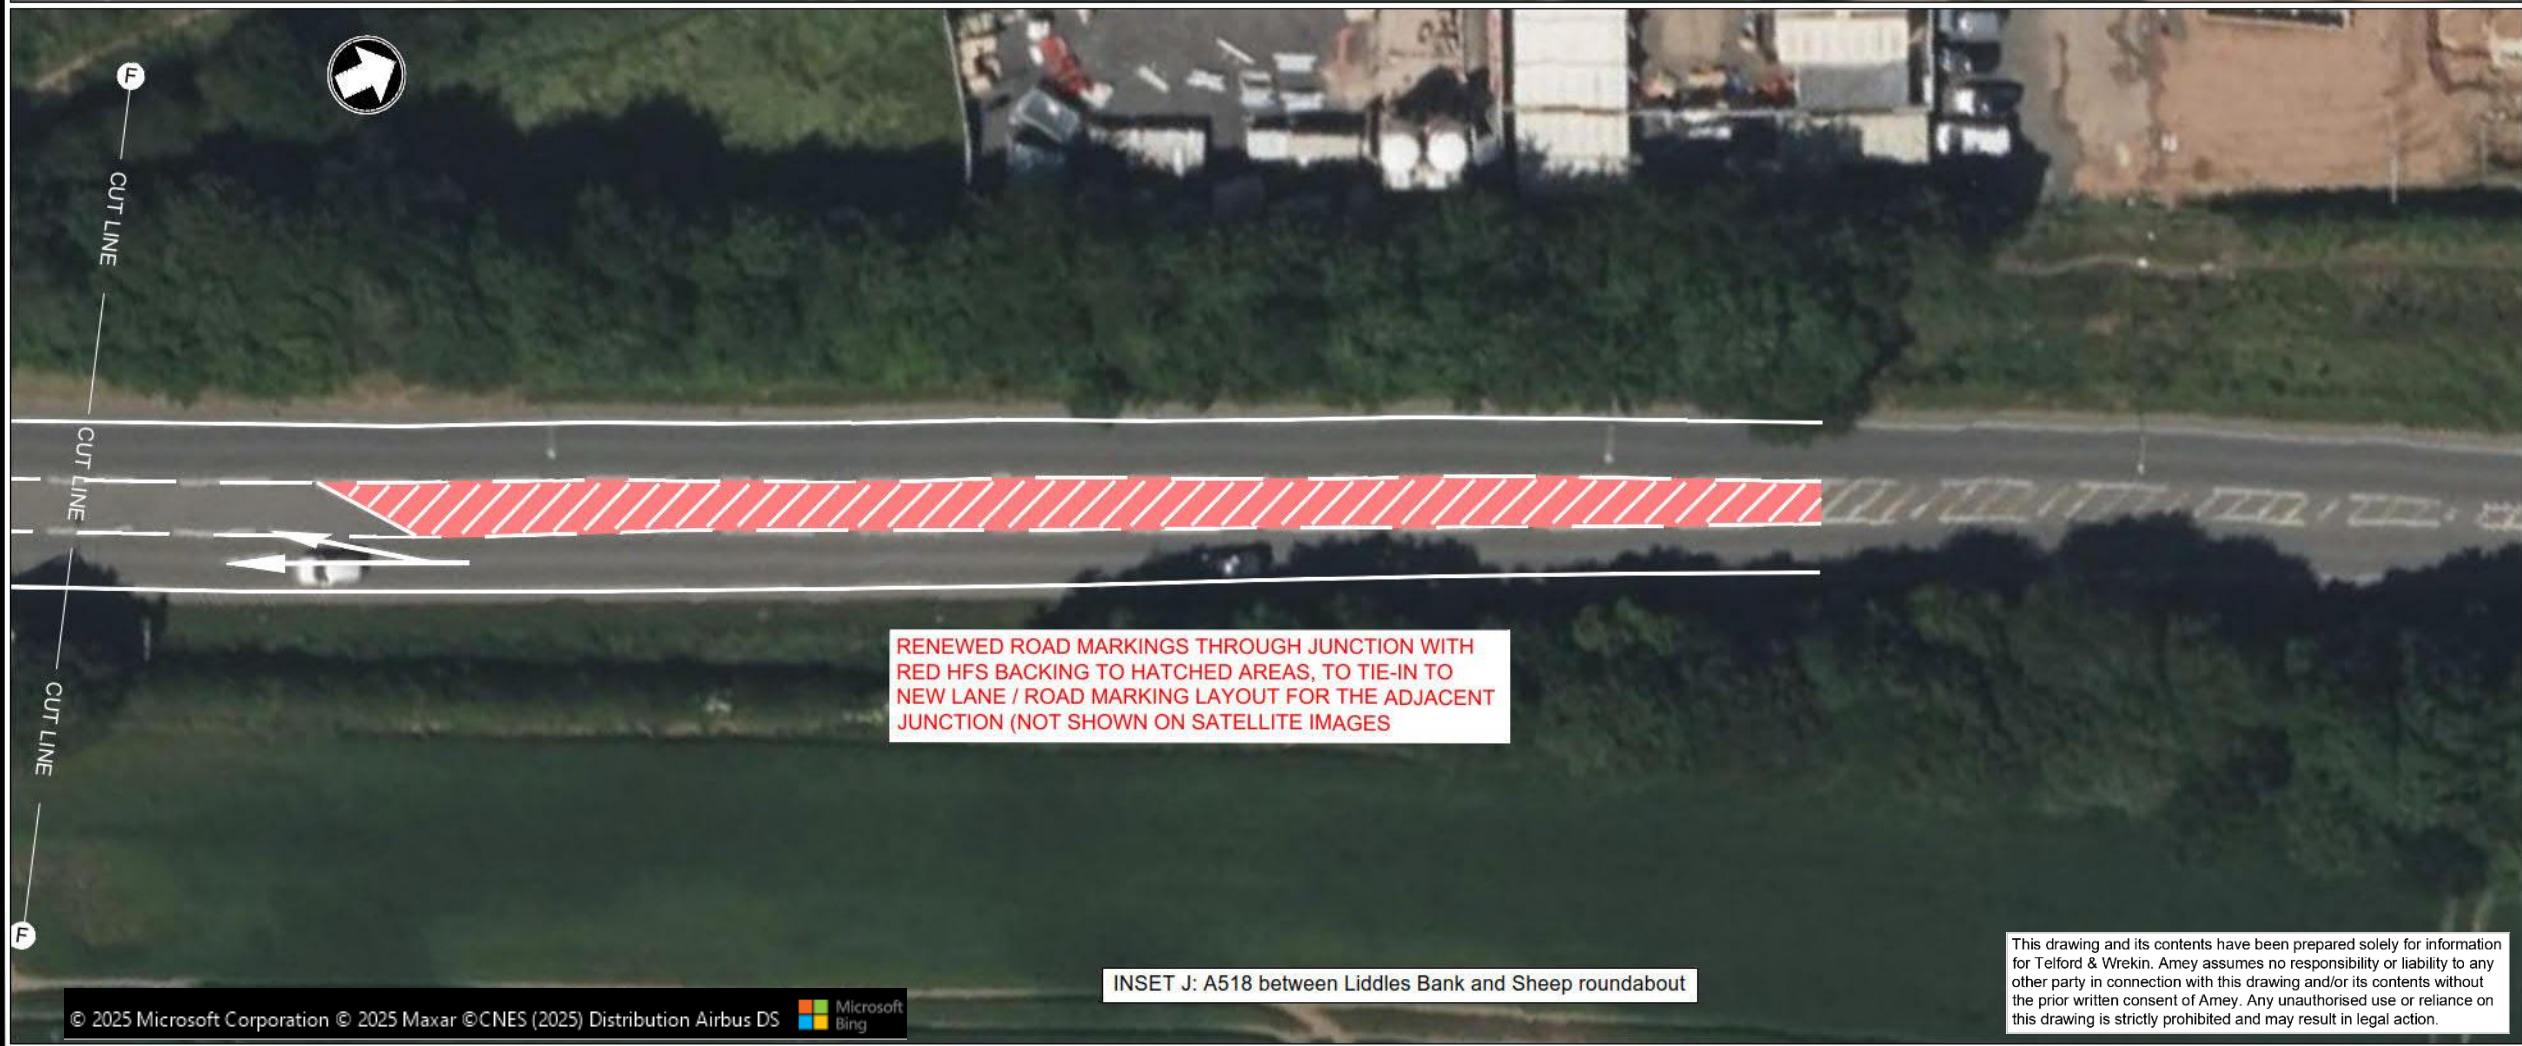 F
CUT LINE
CUT LINE
CUT LINE
F
RENEWED ROAD MARKINGS THROUGH JUNCTION WITH
RED HFS BACKING TO HATCHED AREAS, TO TIE-IN TO
NEW LANE / ROAD MARKING LAYOUT FOR THE ADJACENT
JUNCTION (NOT SHOWN ON SATELLITE IMAGES
INSET J: A518 between Liddles Bank and Sheep roundabout
© 2025 Microsoft Corporation © 2025 Maxar ©CNES (2025) Distribution Airbus DS
Microsoft
Bing
This drawing and its contents have been prepared solely for information
for Telford & Wrekin. Amey assumes no responsibility or liability to any
other party in connection with this drawing and/or its contents without
the prior written consent of Amey. Any unauthorised use or reliance on
this drawing is strictly prohibited and may result in legal action.